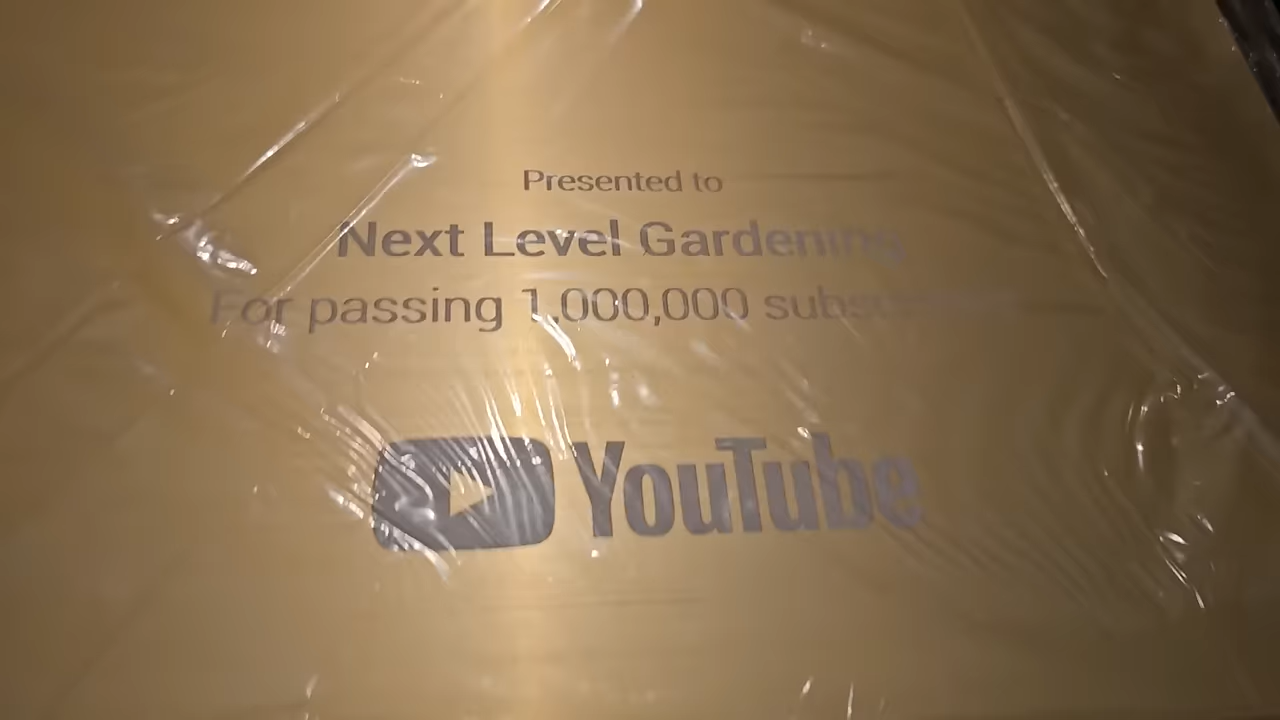 Presented to
Next Level Gardening
For passing 1,000,000
YouTube